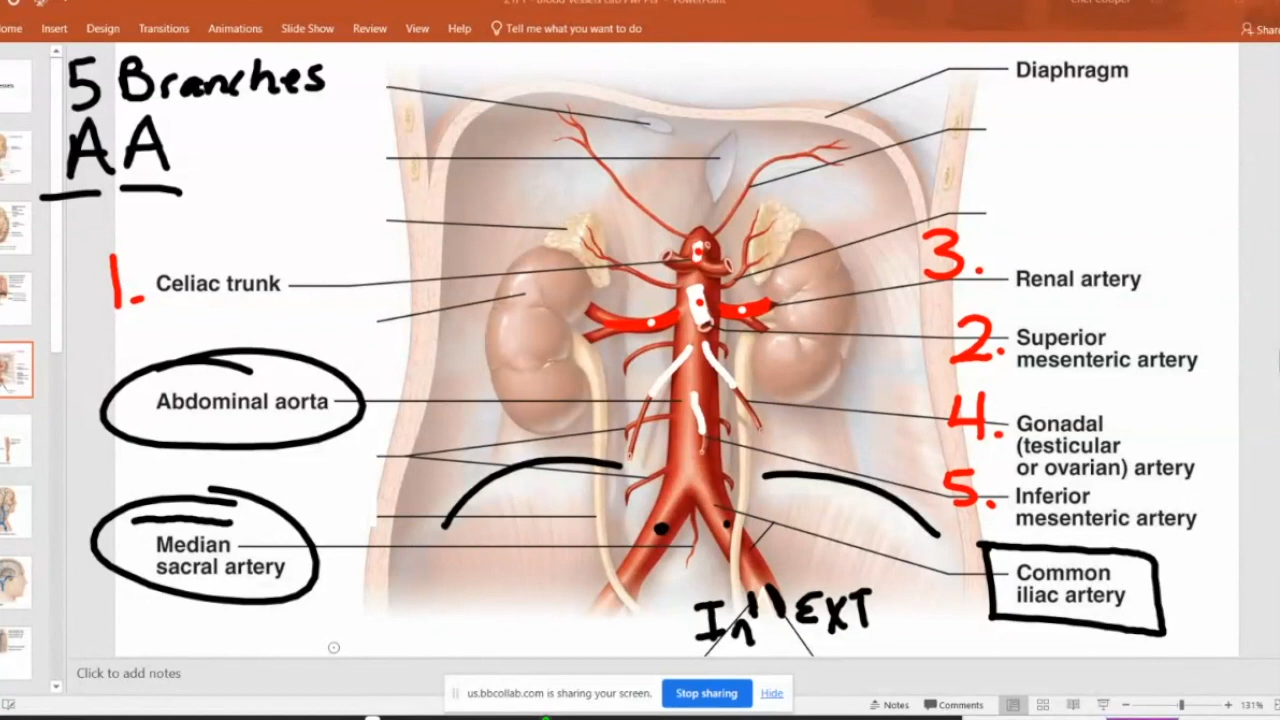 Home Insert Design Transitions Animations Slide Show Review View Help Tell me what you want to do Share
5 Branches
A A
Diaphragm
1. Celiac trunk
3. Renal artery
2. Superior
mesenteric artery
Abdominal aorta
4. Gonadal
(testicular
or ovarian) artery
5. Inferior
mesenteric artery
Median
sacral artery
Common
iliac artery
In EXT
Click to add notes
us.bbcollab.com is sharing your screen. Stop sharing Hide
Notes Comments 131%